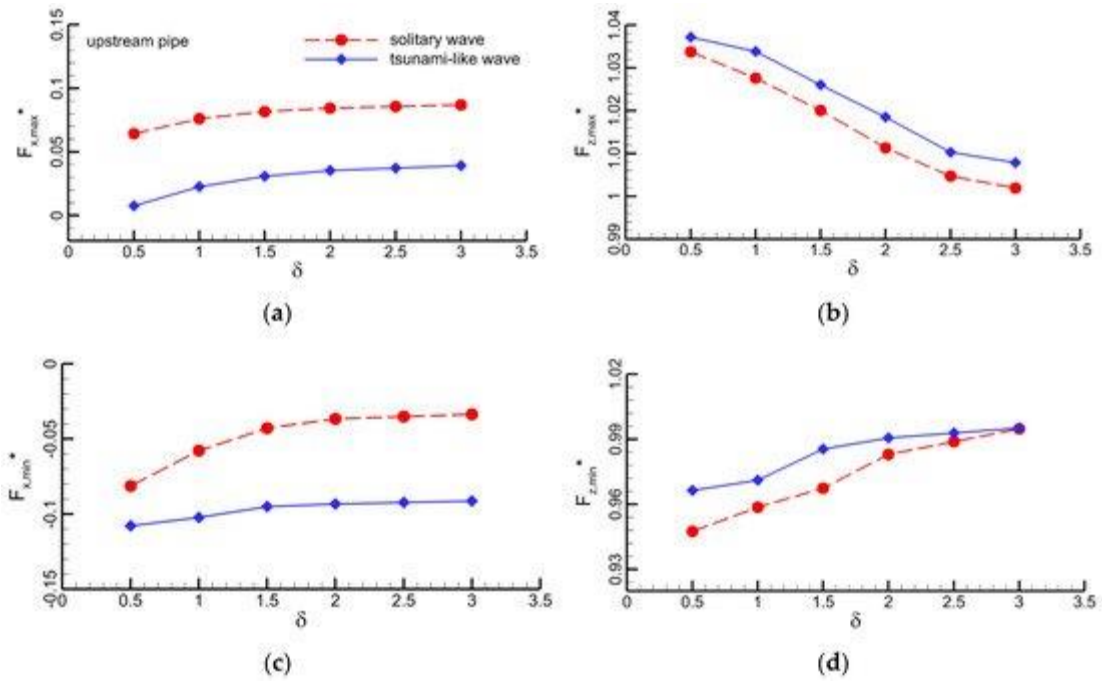 0.15
upstream pipe
solitary wave
tsunami-like wave
0.1
0.05
0
F x,max *
0 0.5 1 1.5 2 2.5 3 3.5
δ
(a)
1.04
1.03
1.02
1.01
1
0.99
F z,max *
0 0.5 1 1.5 2 2.5 3 3.5
δ
(b)
0
-0.05
-0.1
-0.15
F x,min *
0 0.5 1 1.5 2 2.5 3 3.5
δ
(c)
1.02
0.99
0.96
0.93
F z,min *
0 0.5 1 1.5 2 2.5 3 3.5
δ
(d)